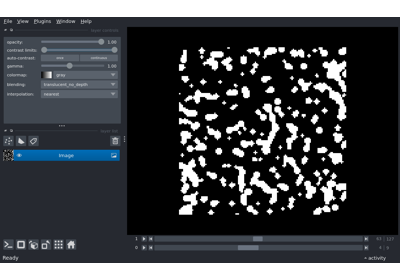 File View Plugins Window Help
opacity: 1.00
contrast limits:
auto-contrast: once continuous
gamma: 1.00
colormap: gray
blending: translucent_no_depth
interpolation: nearest
Image
1
0
Ready activity